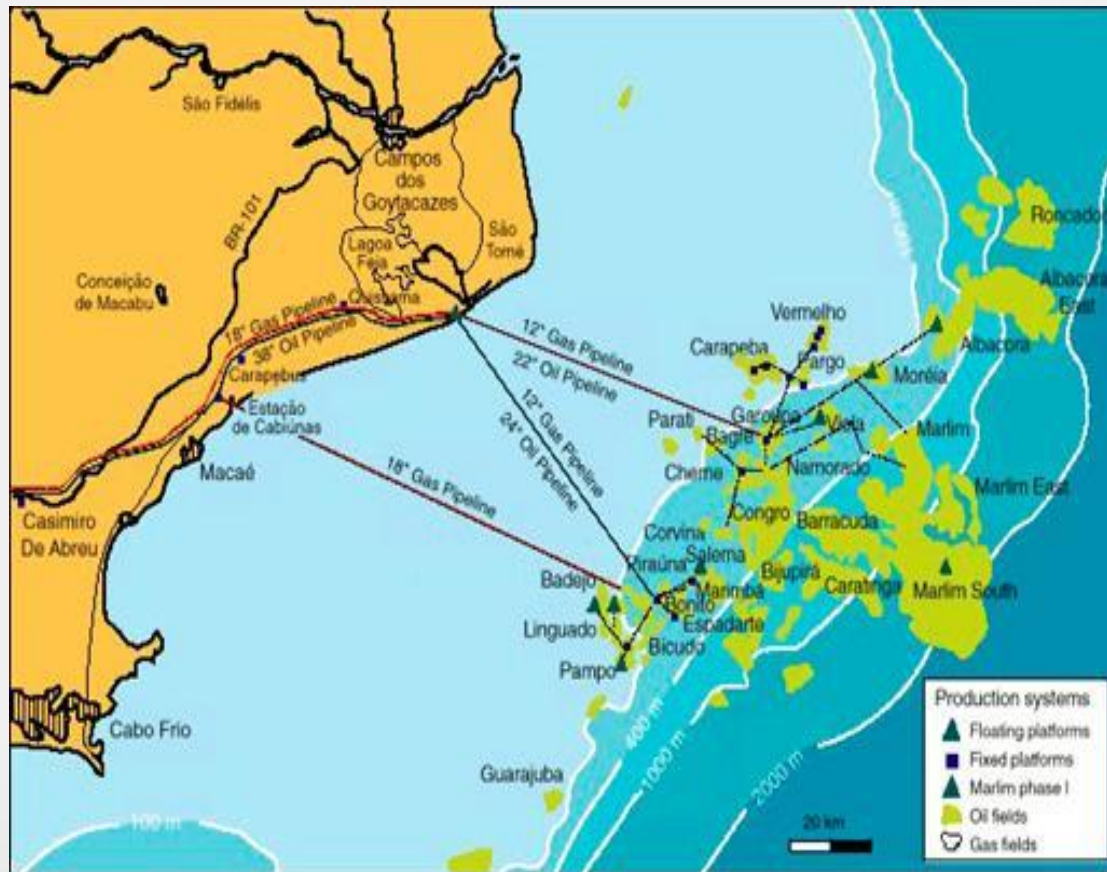 São Fidélis
Campos
dos
Goytacazes
São
Tomé
BR-101
Lagoa
Feia
Conceição
de Macabu
Quissama
18" Gas Pipeline
38" Oil Pipeline
Carapebus
Estação
de Cabiúnas
Macaé
Casimiro
De Abreu
Cabo Frio
100 m
12" Gas Pipeline
22" Oil Pipeline
12" Gas Pipeline
24" Oil Pipeline
18" Gas Pipeline
Roncador
Albacora
East
Albacora
Vermelho
Carapeba
Pargo
Moréia
Parati
Garoupa
Bagre
Viola
Marlim
Cherne
Namorado
Marlim East
Congro
Barracuda
Corvina
Salema
Piraúna
Bijupirá
Caratinga
Marlim South
Badejo
Marimbá
Bonito
Linguado
Espadarte
Bicudo
Pampo
Guarajuba
400 m
1000 m
2000 m
20 km
Production systems
Floating platforms
Fixed platforms
Marlim phase I
Oil fields
Gas fields